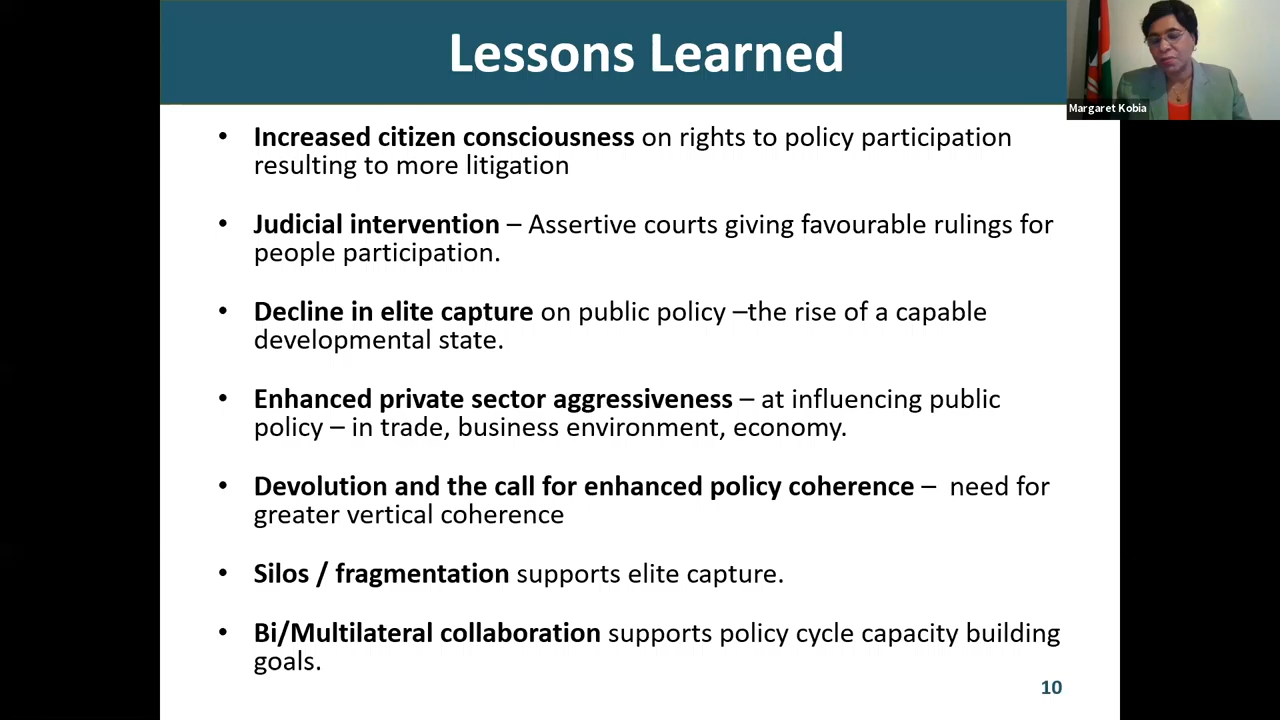 Lessons Learned
Margaret Kobia
• Increased citizen consciousness on rights to policy participation
resulting to more litigation
• Judicial intervention – Assertive courts giving favourable rulings for
people participation.
• Decline in elite capture on public policy –the rise of a capable
developmental state.
• Enhanced private sector aggressiveness – at influencing public
policy – in trade, business environment, economy.
• Devolution and the call for enhanced policy coherence – need for
greater vertical coherence
• Silos / fragmentation supports elite capture.
• Bi/Multilateral collaboration supports policy cycle capacity building
goals.
10